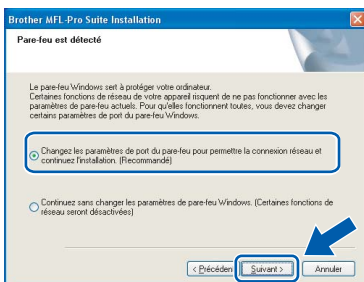 Brother MFL-Pro Suite Installation
Pare-feu est détecté
Le pare-feu Windows sert à protéger votre ordinateur.
Certaines fonctions de réseau de votre appareil risquent de ne pas fonctionner avec les
paramètres de pare-feu actuels. Pour qu'elles fonctionnent toutes, vous devez changer
certains paramètres de port du pare-feu Windows.
Changez les paramètres de port du pare-feu pour permettre la connexion réseau et
continuez l'installation. (Recommandé)
Continuez sans changer les paramètres de pare-feu Windows. (Certaines fonctions de
réseau seront désactivées)
< Précéden
Suivant >
Annuler